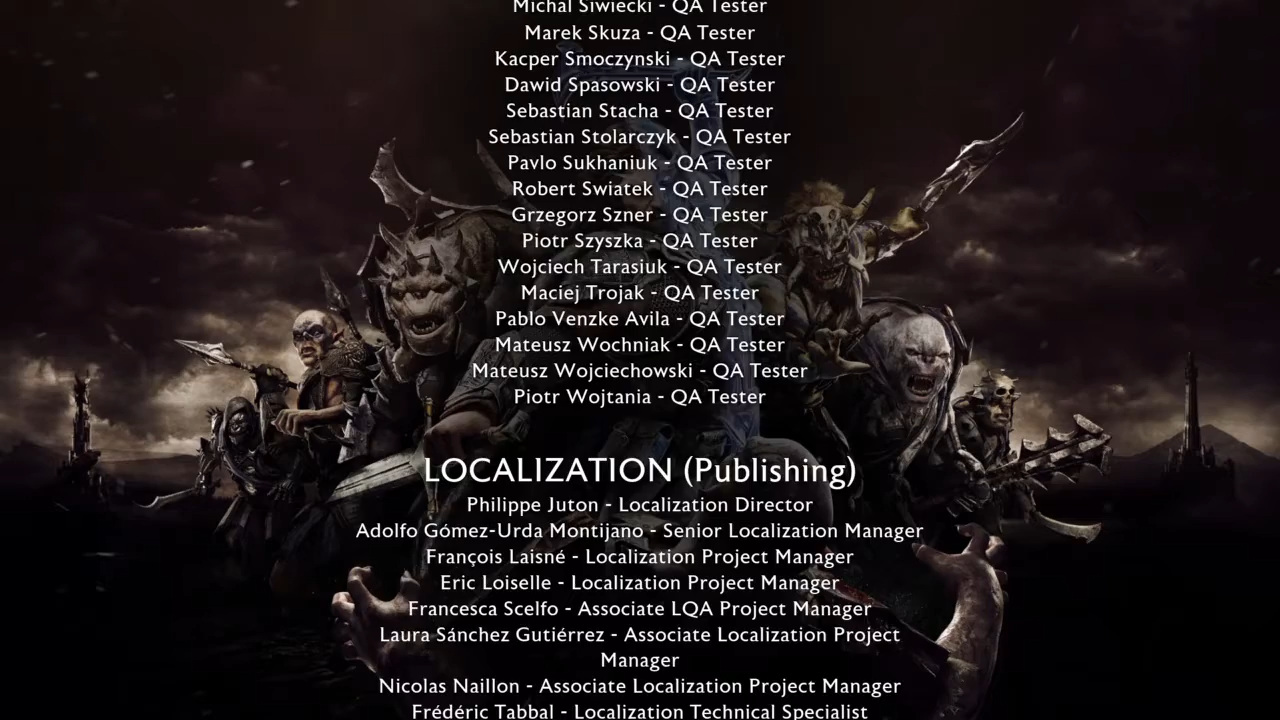 Michal Siwiecki - QA Tester
Marek Skuza - QA Tester
Kacper Smoczynski - QA Tester
Dawid Spasowski - QA Tester
Sebastian Stacha - QA Tester
Sebastian Stolarczyk - QA Tester
Pavlo Sukhaniuk - QA Tester
Robert Swiatek - QA Tester
Grzegorz Szner - QA Tester
Piotr Szyszka - QA Tester
Wojciech Tarasiuk - QA Tester
Maciej Trojak - QA Tester
Pablo Venzke Avila - QA Tester
Mateusz Wochniak - QA Tester
Mateusz Wojciechowski - QA Tester
Piotr Wojtania - QA Tester
LOCALIZATION (Publishing)
Philippe Juton - Localization Director
Adolfo Gómez-Urda Montijano - Senior Localization Manager
François Laisné - Localization Project Manager
Eric Loiselle - Localization Project Manager
Francesca Scelfo - Associate LQA Project Manager
Laura Sánchez Gutiérrez - Associate Localization Project
Manager
Nicolas Naillon - Associate Localization Project Manager
Frédéric Tabbal - Localization Technical Specialist